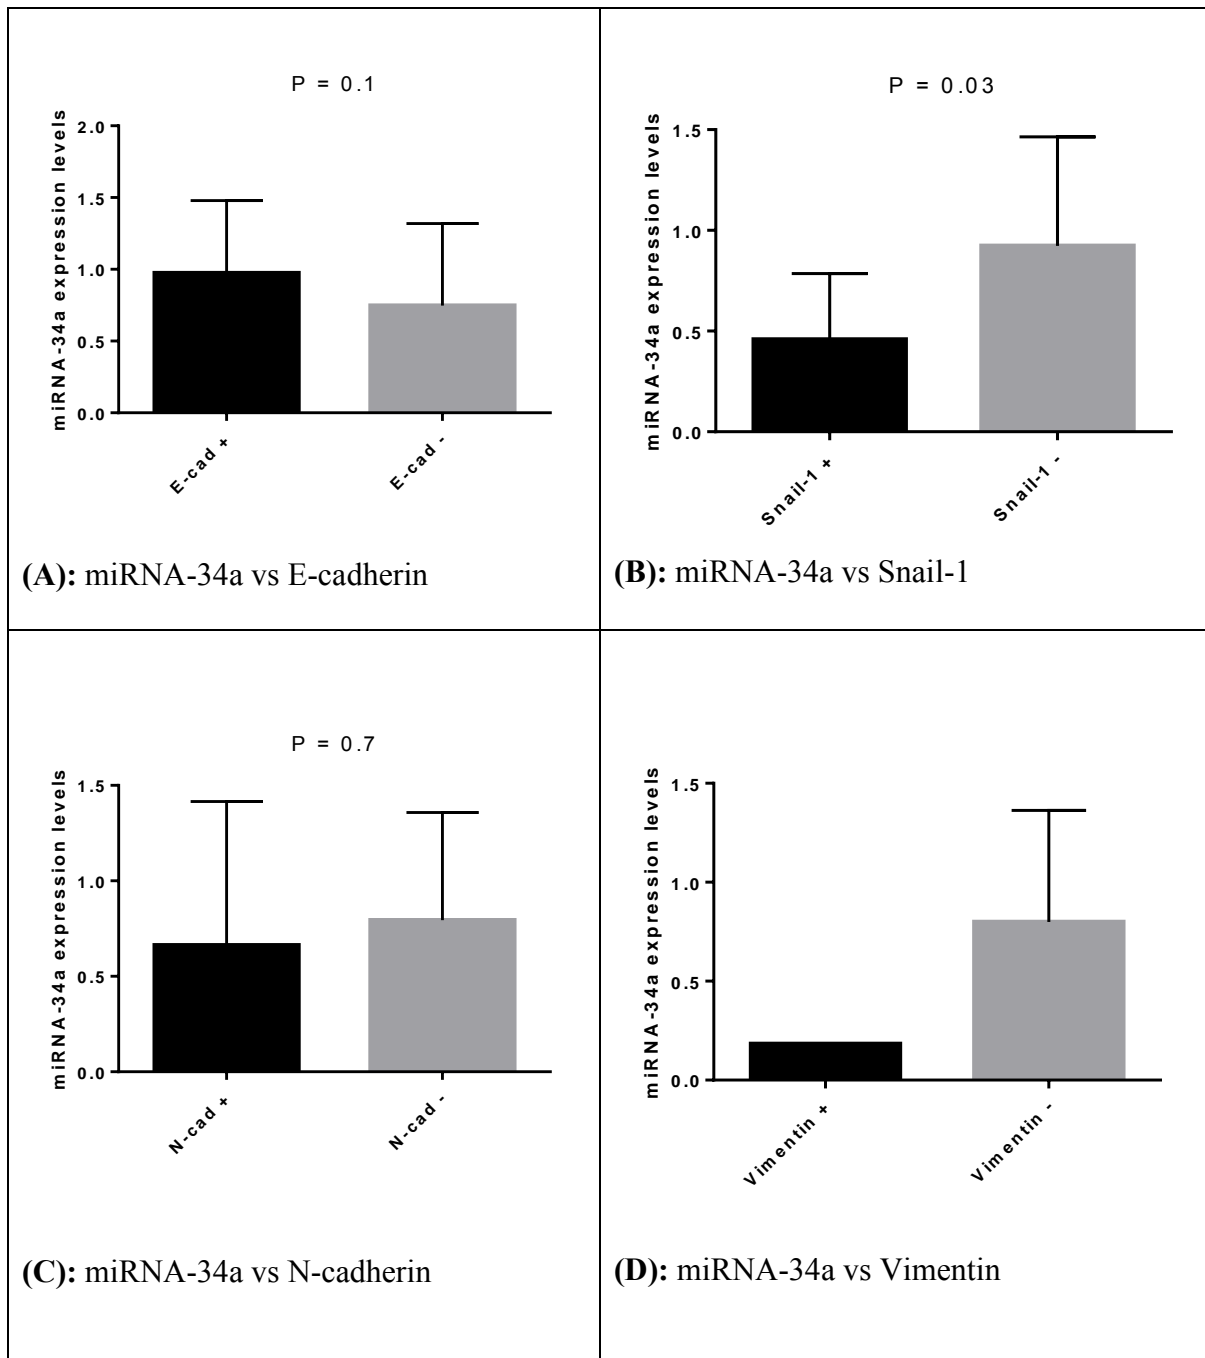 P = 0.1
miRNA-34a expression levels
2.0
1.5
1.0
0.5
0.0
E-cad +
E-cad -
(A): miRNA-34a vs E-cadherin
P = 0.03
miRNA-34a expression levels
1.5
1.0
0.5
0.0
Snail-1 +
Snail-1 -
(B): miRNA-34a vs Snail-1
P = 0.7
miRNA-34a expression levels
1.5
1.0
0.5
0.0
N-cad +
N-cad -
(C): miRNA-34a vs N-cadherin
miRNA-34a expression levels
1.5
1.0
0.5
0.0
Vimentin +
Vimentin -
(D): miRNA-34a vs Vimentin